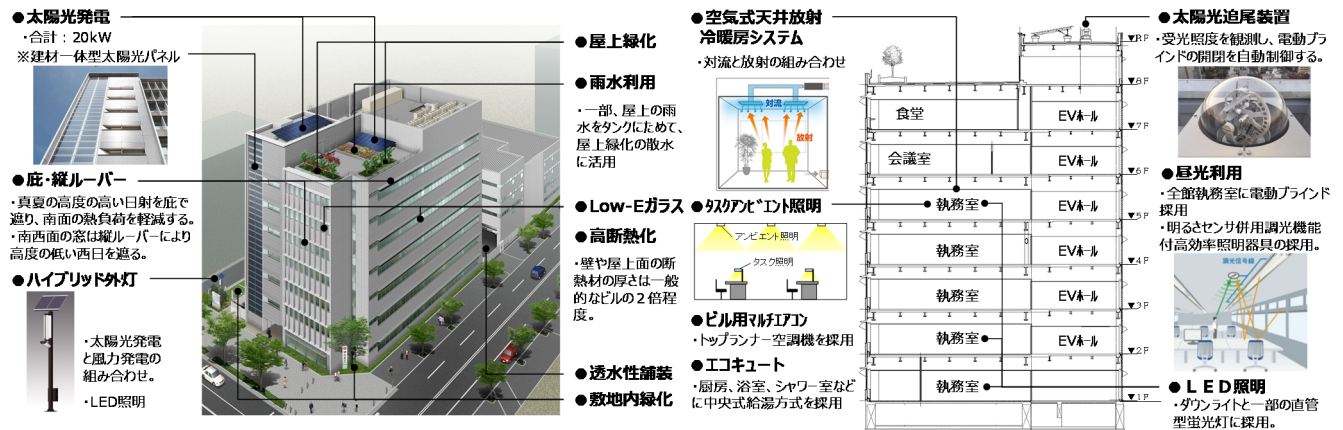 ●太陽光発電
・合計：20kW
※建材一体型太陽光パネル
●庇・縦ルーバー
・真夏の高度の高い日射を庇で
遮り、南面の熱負荷を軽減する。
・南西面の窓は縦ルーバーにより
高度の低い西日を遮る。
●ハイブリッド外灯
・太陽光発電
と風力発電の
組み合わせ。
・LED照明
●屋上緑化
●雨水利用
・一部、屋上の雨
水をタンクにためて、
屋上緑化の散水
に活用
●Low-Eガラス
●高断熱化
・壁や屋上面の断
熱材の厚さは一般
的なビルの２倍程
度。
●透水性舗装
●敷地内緑化
●空気式天井放射
冷暖房システム
・対流と放射の組み合わせ
対流
放射
●タスクアンビエント照明
アンビエント照明
タスク照明
●ビル用マルチエアコン
・トップランナー空調機を採用
●エコキュート
・厨房、浴室、シャワー室など
に中央式給湯方式を採用
▼RF
▼8F
食堂
EVホール
▼7F
会議室
EVホール
▼6F
執務室
EVホール
▼5F
執務室
EVホール
▼4F
執務室
EVホール
▼3F
執務室
EVホール
▼2F
執務室
▼1F
●太陽光追尾装置
・受光照度を観測し、電動ブラ
インドの開閉を自動制御する。
●昼光利用
・全館執務室に電動ブラインド
採用
・明るさセンサ併用調光機能
付高効率照明器具の採用。
調光信号線
●ＬＥＤ照明
・ダウンライトと一部の直管
型蛍光灯に採用。